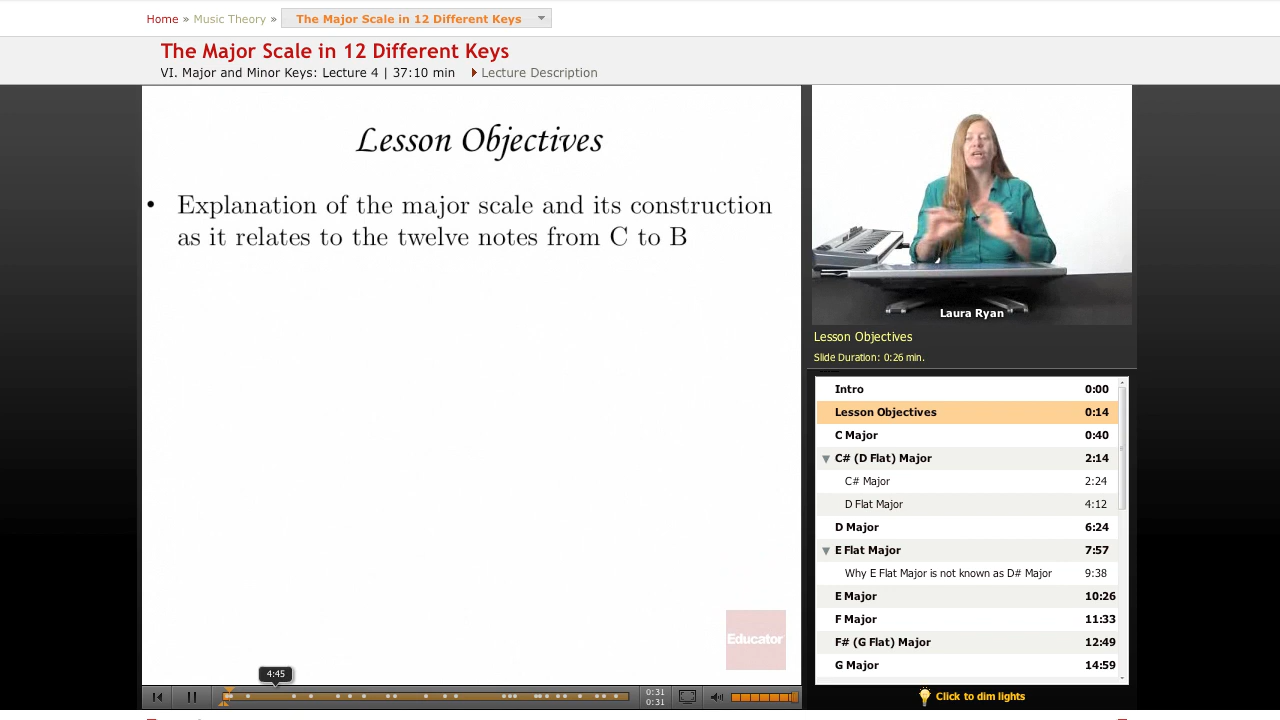 Home » Music Theory » The Major Scale in 12 Different Keys
The Major Scale in 12 Different Keys
VI. Major and Minor Keys: Lecture 4 | 37:10 min Lecture Description
Lesson Objectives
• Explanation of the major scale and its construction
as it relates to the twelve notes from C to B
Educator
Laura Ryan
Lesson Objectives
Slide Duration: 0:26 min.
Intro 0:00
Lesson Objectives 0:14
C Major 0:40
C# (D Flat) Major 2:14
C# Major 2:24
D Flat Major 4:12
D Major 6:24
E Flat Major 7:57
Why E Flat Major is not known as D# Major 9:38
E Major 10:26
F Major 11:33
F# (G Flat) Major 12:49
G Major 14:59
4:45
0:31
0:31
Click to dim lights